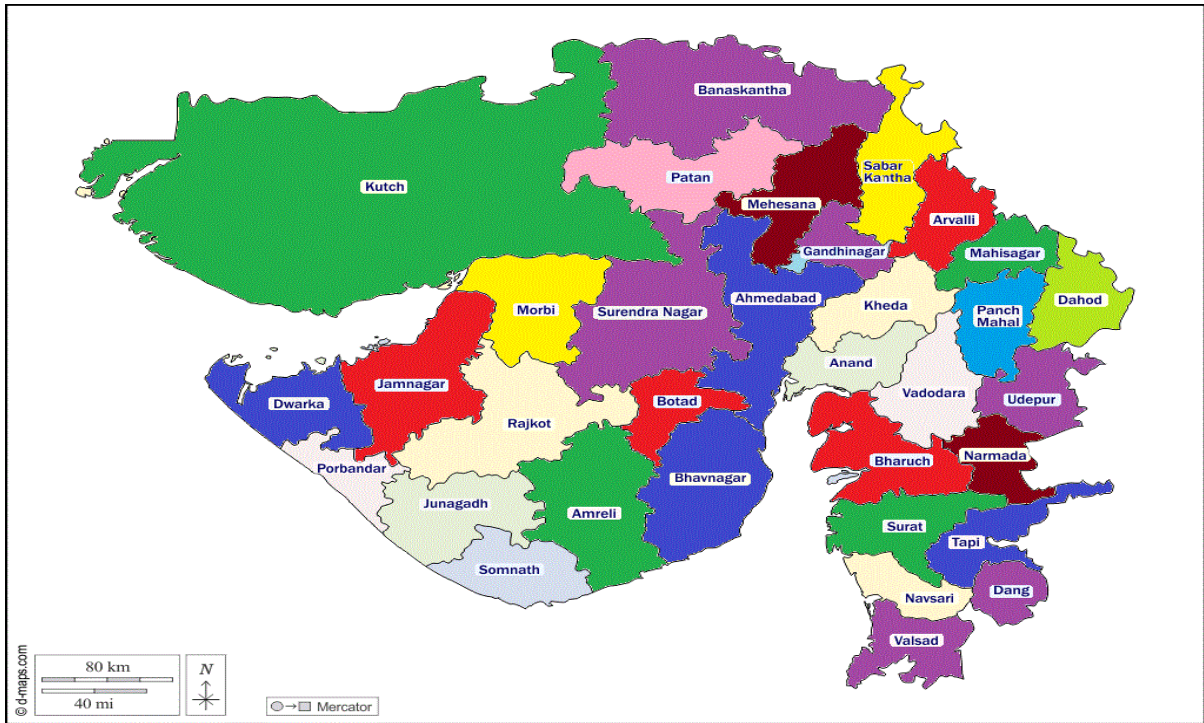 Banaskantha
Patan
Kutch
Sabar
Kantha
Mehesana
Arvalli
Gandhinagar
Mahisagar
Ahmedabad
Dahod
Kheda
Morbi
Surendra Nagar
Panch
Mahal
Anand
Jamnagar
Vadodara
Udepur
Dwarka
Botad
Rajkot
Narmada
Bharuch
Porbandar
Bhavnagar
Junagadh
Amreli
Surat
Tapi
Somnath
Dang
Navsari
Valsad
80 km
40 mi
N
Mercator
© d-maps.com